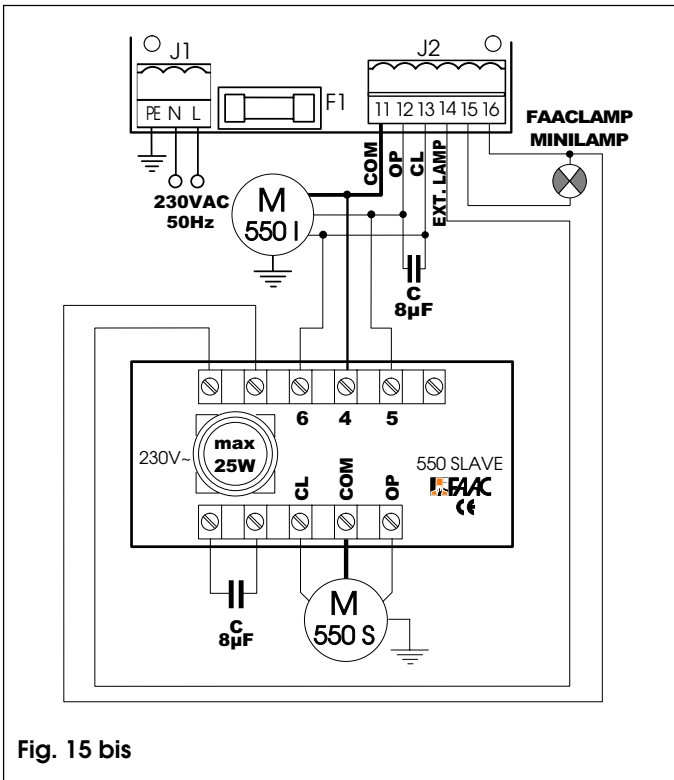 J1
J2
F1
PE N L
11 12 13 14 15 16
FAACLAMP
MINILAMP
COM
OP
CL
EXT. LAMP
230VAC
50Hz
M
550 I
C
8µF
6 4 5
230V~
max
25W
CL
COM
OP
550 SLAVE
FAAC
CE
C
8µF
M
550 S
Fig. 15 bis